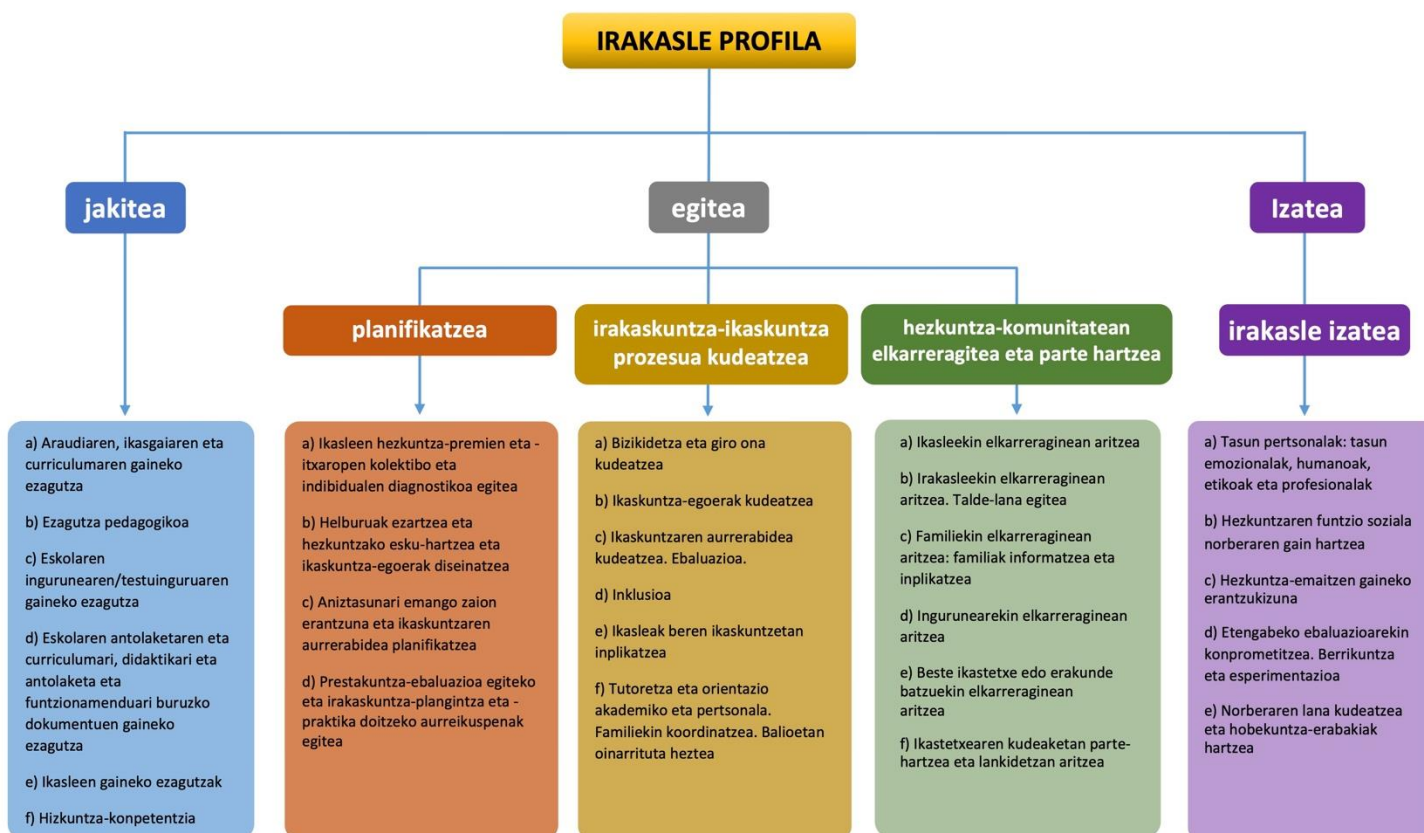 IRAKASLE PROFILA
jakitea
egitea
Izatea
planifikatzea
irakaskuntza-ikaskuntza
prozesua kudeatzea
hezkuntza-komunitatean
elkarreragitea eta parte hartzea
irakasle izatea
a) Araudiaren, ikasgaiaren eta
curriculumaren gaineko
ezagutza
b) Ezagutza pedagogikoa
c) Eskolaren
ingurunearen/testuinguruaren
gaineko ezagutza
d) Eskolaren antolaketaren eta
curriculumari, didaktikari eta
antolaketa eta
funtzionamenduari buruzko
dokumentuen gaineko
ezagutza
e) Ikasleen gaineko ezagutzak
f) Hizkuntza-konpetentzia
a) Ikasleen hezkuntza-premien eta -
itxaropen kolektibo eta
indibidualen diagnostikoa egitea
b) Helburuak ezartzea eta
hezkuntzako esku-hartzea eta
ikaskuntza-egoerak diseinatzea
c) Aniztasunari emango zaion
erantzuna eta ikaskuntzaren
aurrerabidea planifikatzea
d) Prestakuntza-ebaluazioa egiteko
eta irakaskuntza-plangintza eta -
praktika doitzeko aurreikuspenak
egitea
a) Bizikidetza eta giro ona
kudeatzea
b) Ikaskuntza-egoerak kudeatzea
c) Ikaskuntzaren aurrerabidea
kudeatzea. Ebaluazioa.
d) Inklusioa
e) Ikasleak beren ikaskuntzetan
inplikatzea
f) Tutoretza eta orientazio
akademiko eta pertsonala.
Familiekin koordinatzea. Balioetan
oinarrituta heztea
a) Ikasleekin elkarreraginean aritzea
b) Irakasleekin elkarreraginean
aritzea. Talde-lana egitea
c) Familiekin elkarreraginean
aritzea: familiak informatzea eta
inplikatzea
d) Ingurunearekin elkarreraginean
aritzea
e) Beste ikastetxe edo erakunde
batzuekin elkarreraginean
aritzea
f) Ikastetxearen kudeaketan parte-
hartzea eta lankidetzan aritzea
a) Tasun pertsonalak: tasun
emozionalak, humanoak,
etikoak eta profesionalak
b) Hezkuntzaren funtzio soziala
norberaren gain hartzea
c) Hezkuntza-emaitzen gaineko
erantzukizuna
d) Etengabeko ebaluazioarekin
konprometitzea. Berrikuntza
eta esperimentazioa
e) Norberaren lana kudeatzea
eta hobekuntza-erabakiak
hartzea